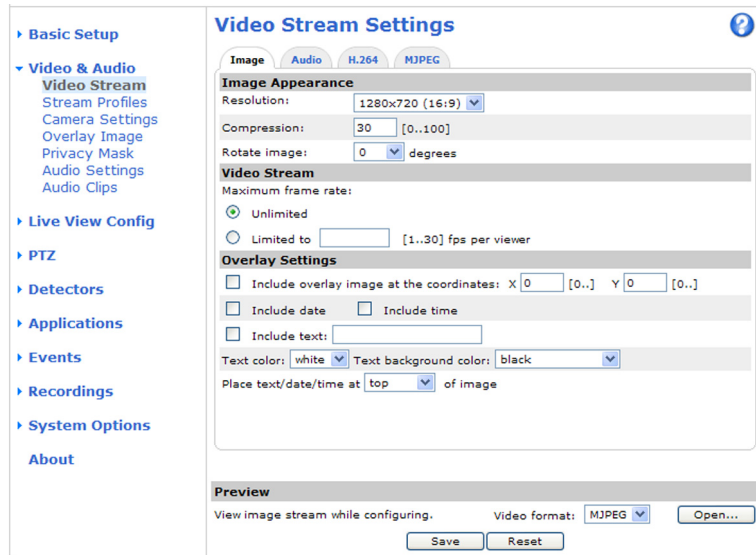 Basic Setup
Video & Audio
Video Stream
Stream Profiles
Camera Settings
Overlay Image
Privacy Mask
Audio Settings
Audio Clips
Live View Config
PTZ
Detectors
Applications
Events
Recordings
System Options
About
Video Stream Settings
?
Image Audio H.264 MJPEG
Image Appearance
Resolution: 1280x720 (16:9)
Compression: 30 [0..100]
Rotate image: 0 degrees
Video Stream
Maximum frame rate:
Unlimited
Limited to [1..30] fps per viewer
Overlay Settings
Include overlay image at the coordinates: X 0 [0..] Y 0 [0..]
Include date Include time
Include text:
Text color: white Text background color: black
Place text/date/time at top of image
Preview
View image stream while configuring. Video format: MJPEG Open...
Save Reset